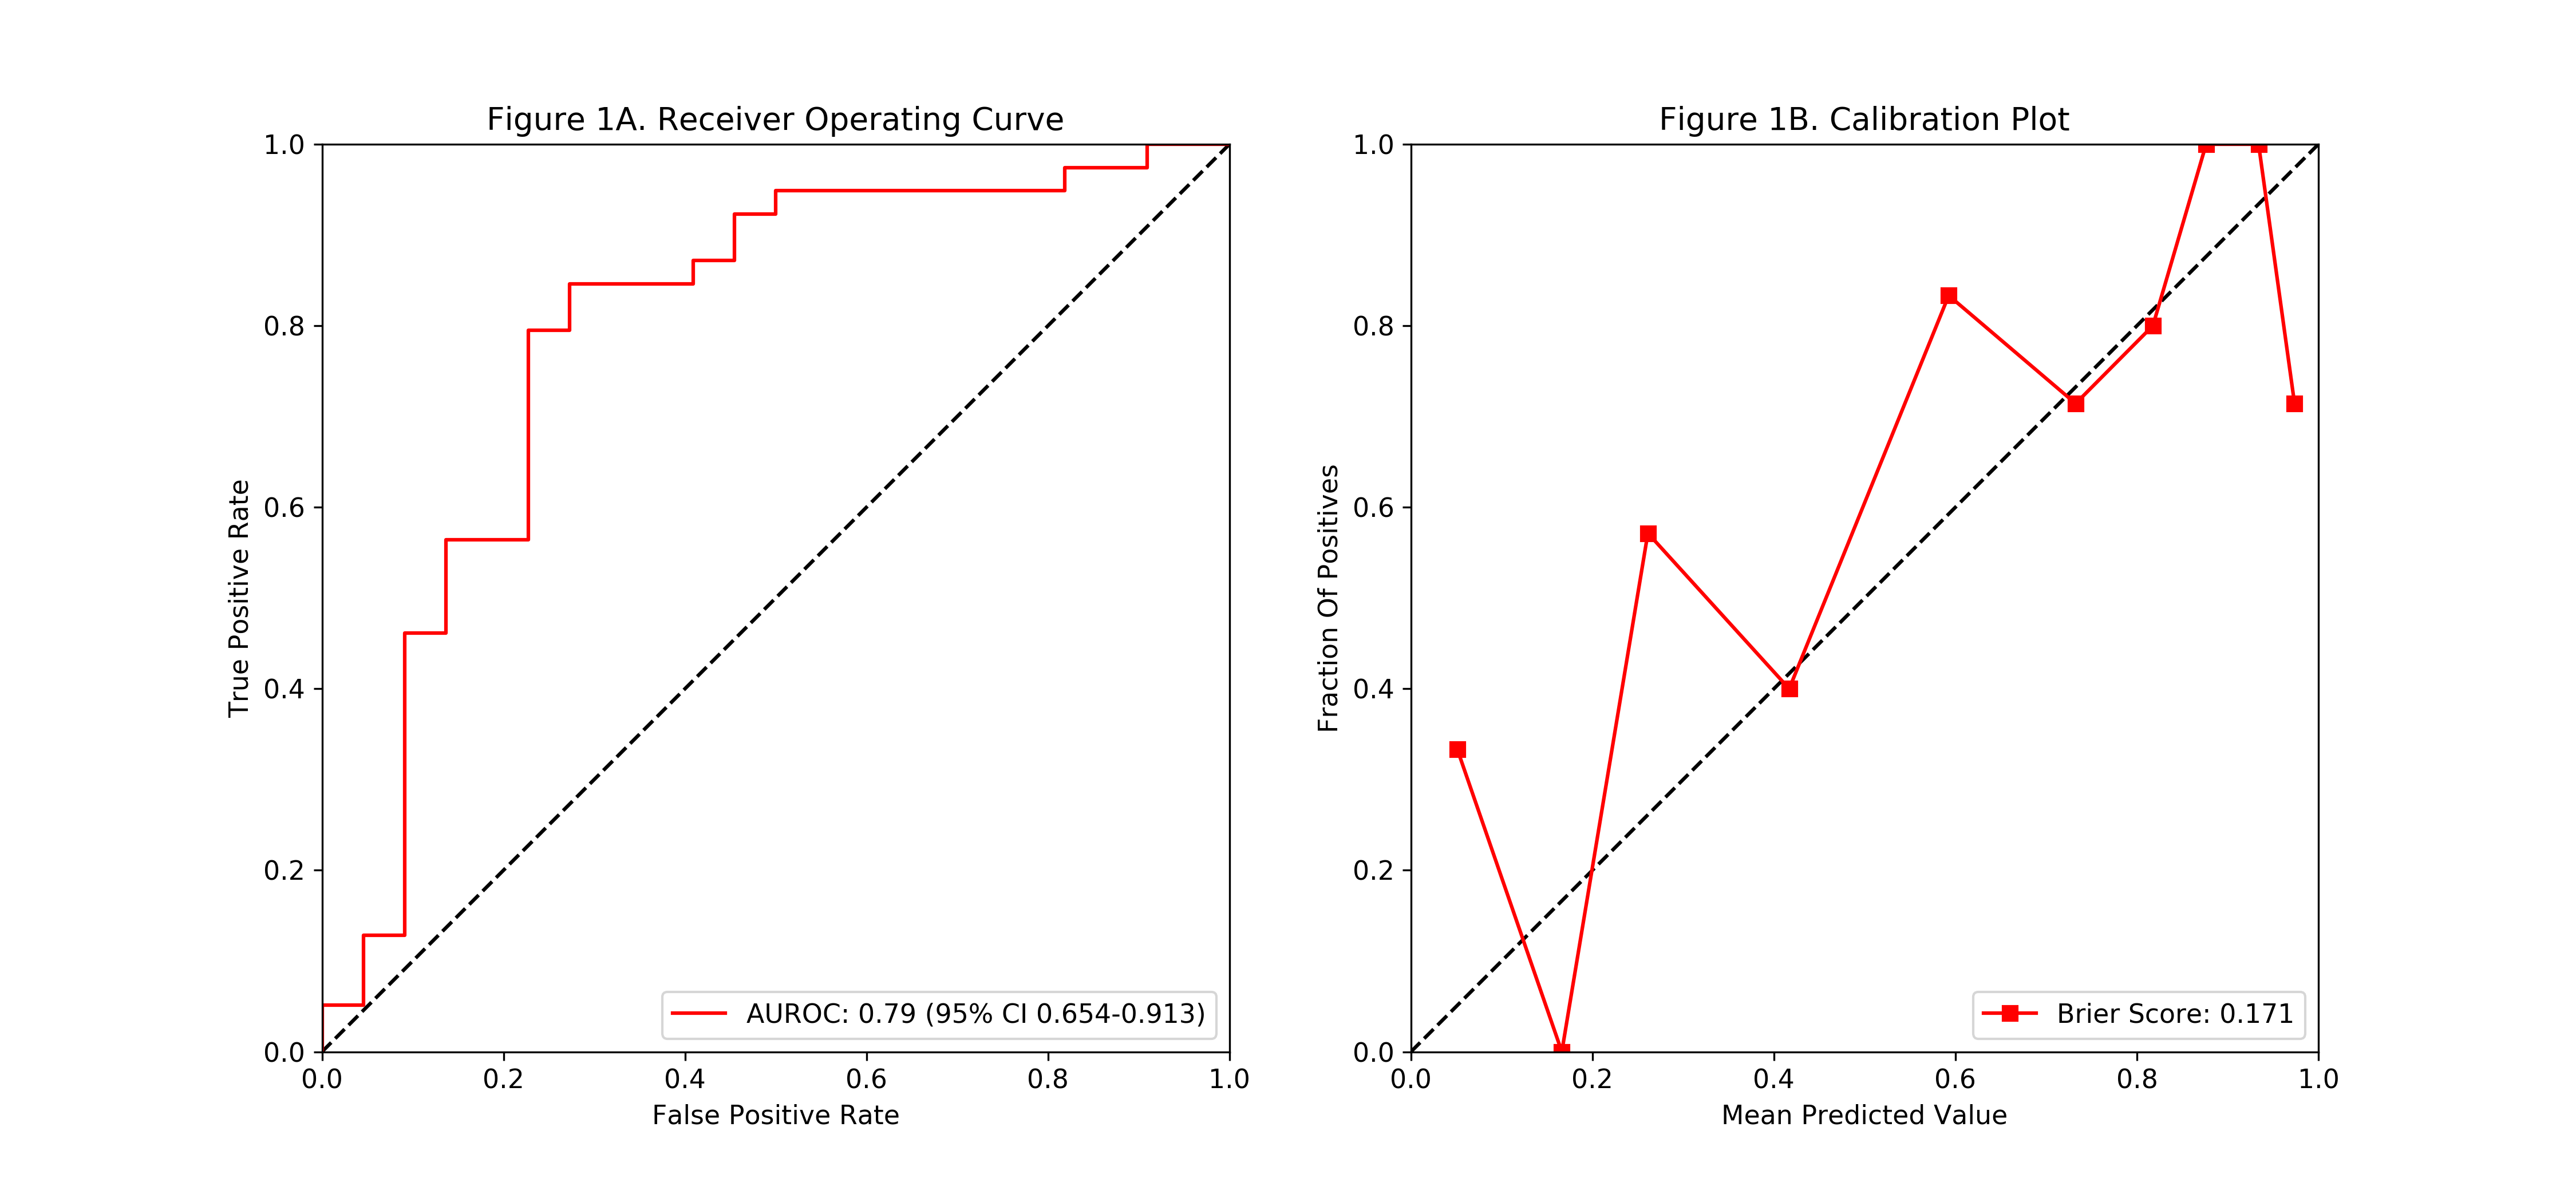 Figure 1A. Receiver Operating Curve
1.0
0.8
0.6
0.4
0.2
0.0
True Positive Rate
0.0 0.2 0.4 0.6 0.8 1.0
False Positive Rate
AUROC: 0.79 (95% CI 0.654-0.913)
Figure 1B. Calibration Plot
1.0
0.8
0.6
0.4
0.2
0.0
Fraction Of Positives
0.0 0.2 0.4 0.6 0.8 1.0
Mean Predicted Value
Brier Score: 0.171